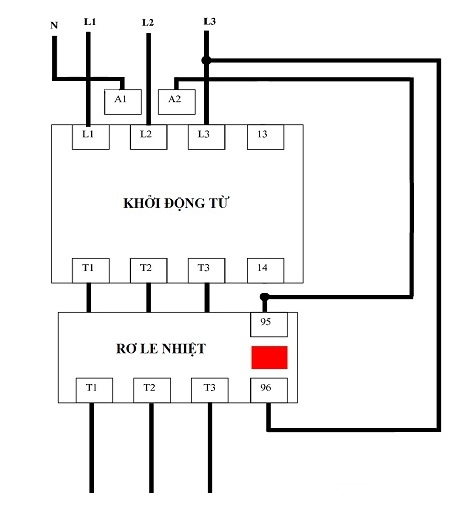 N L1 L2 L3
A1 A2
L1 L2 L3 13
KHỞI ĐỘNG TỪ
T1 T2 T3 14
95
RƠ LE NHIỆT
T1 T2 T3 96